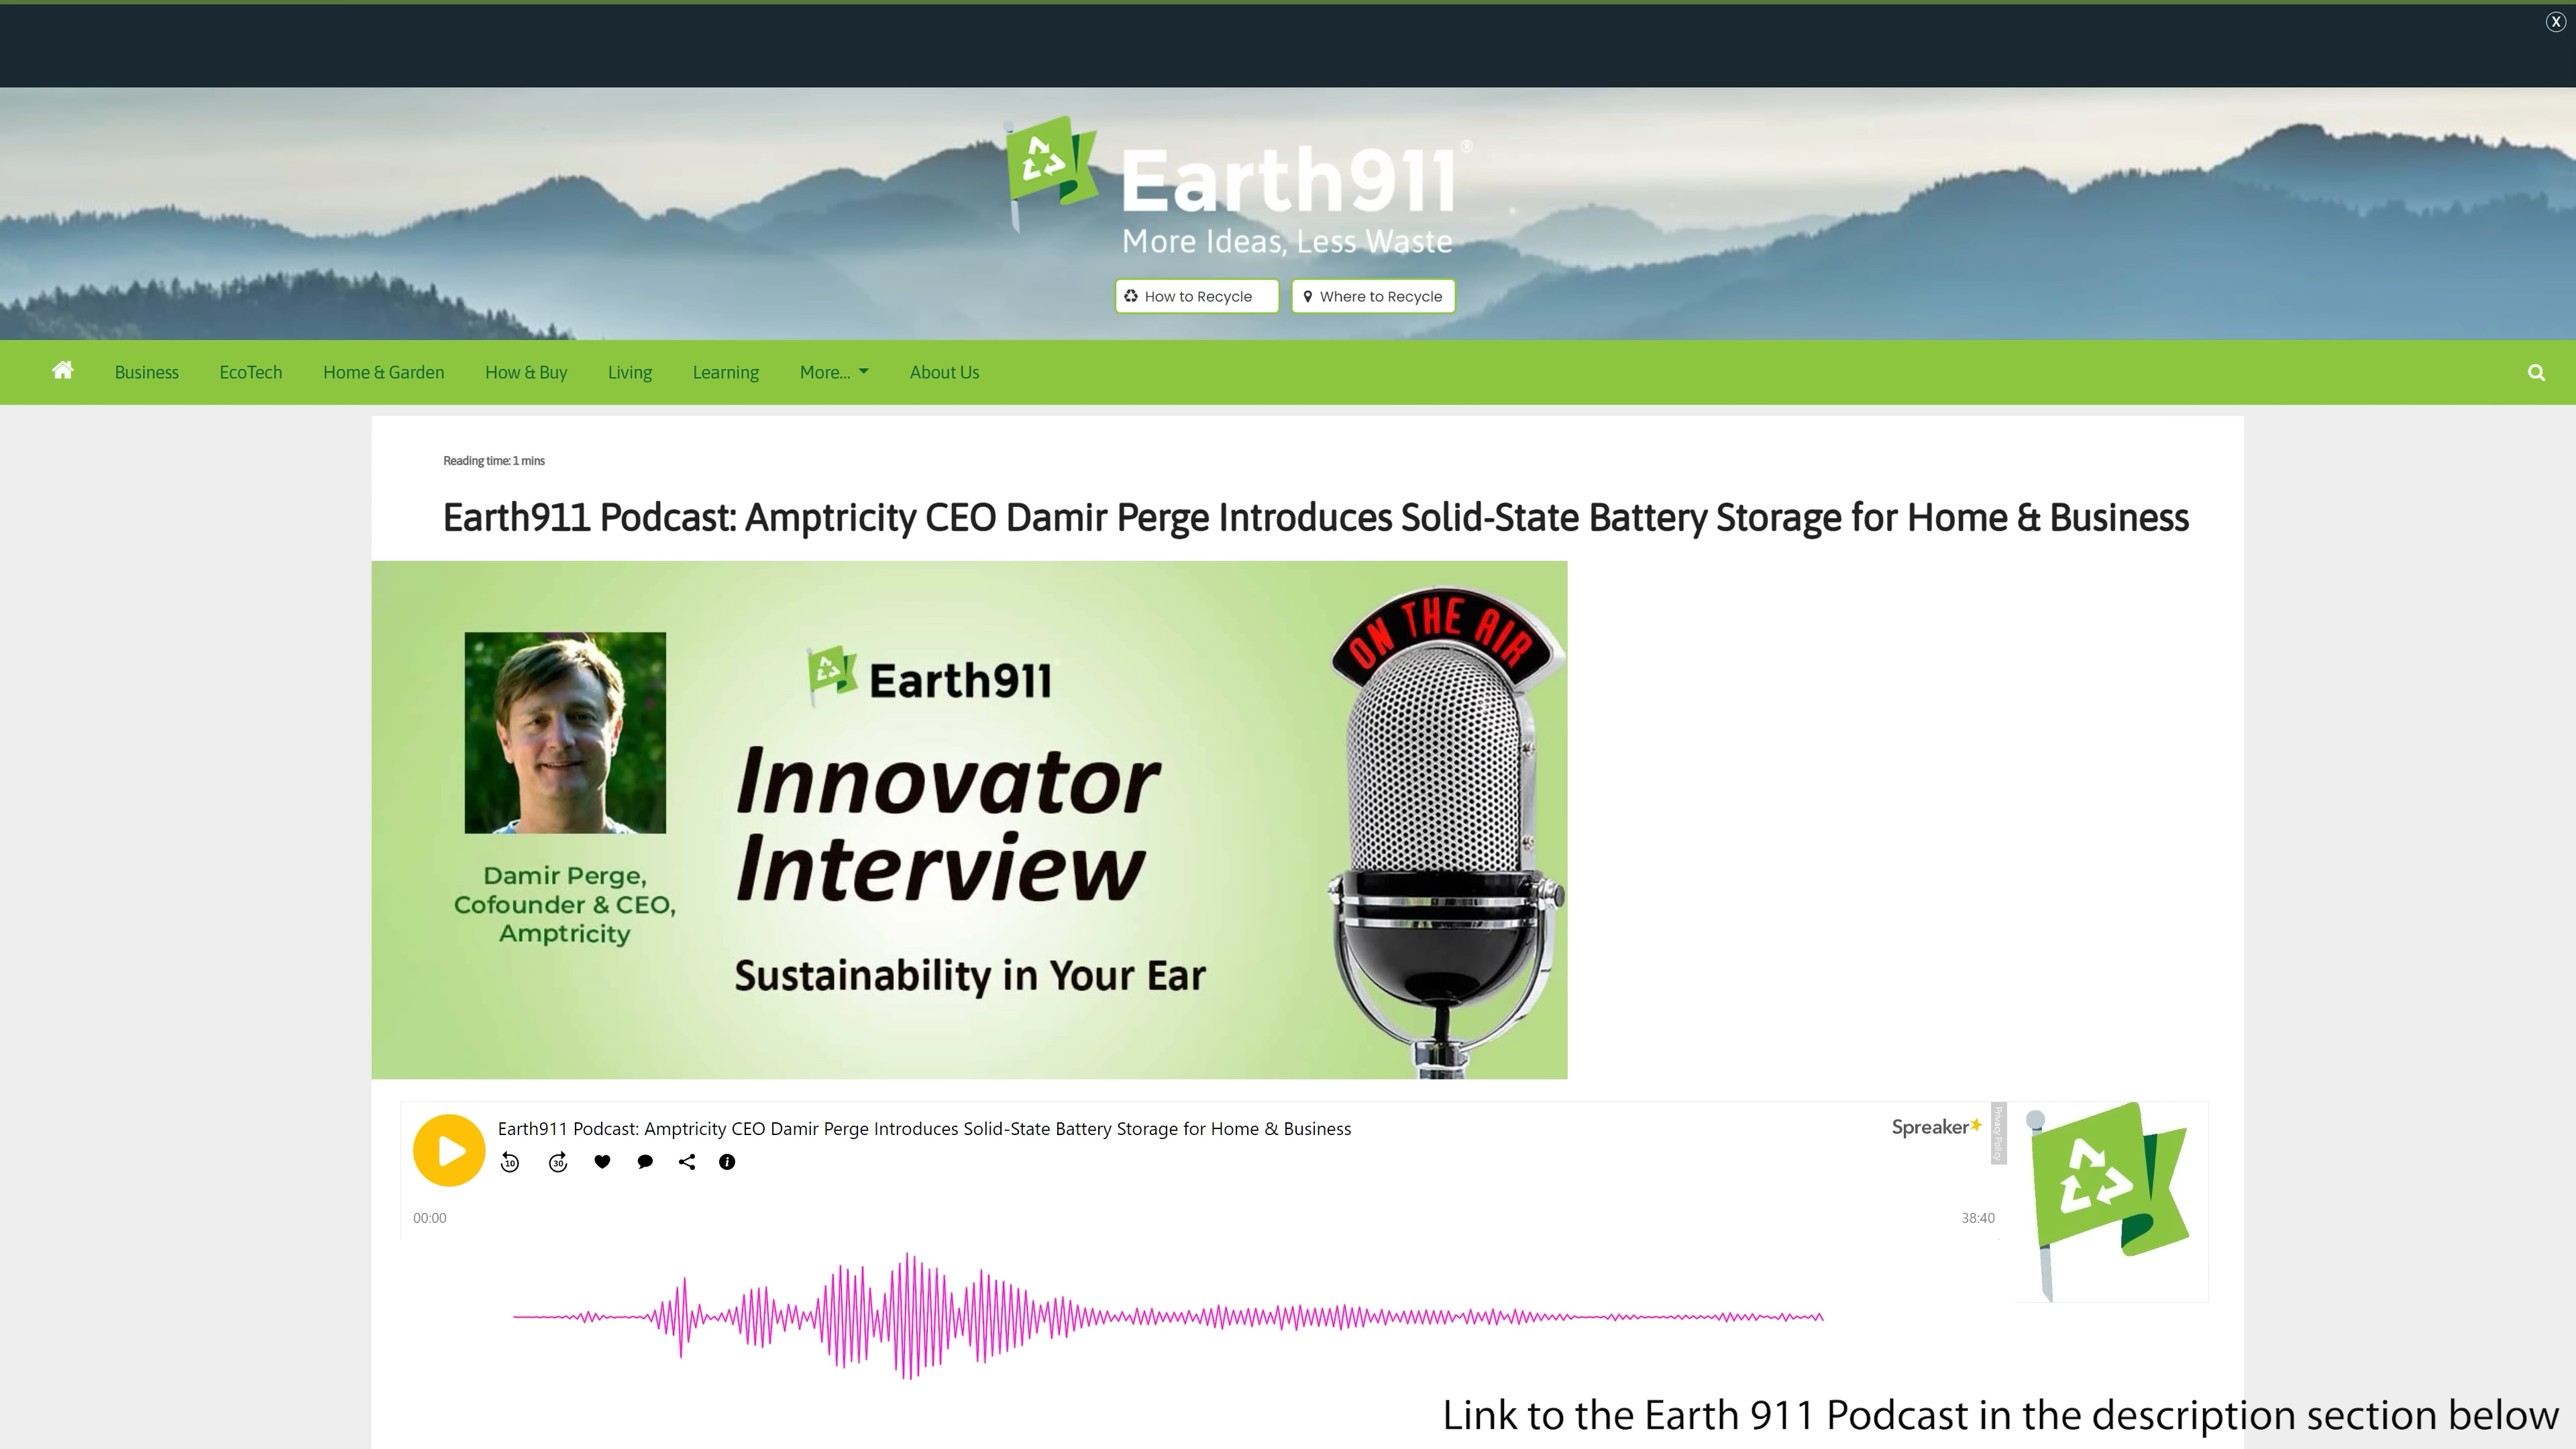 X
Earth911®
More Ideas, Less Waste
How to Recycle
Where to Recycle
Business
EcoTech
Home & Garden
How & Buy
Living
Learning
More...
About Us
Reading time: 1 mins
Earth911 Podcast: Amptricity CEO Damir Perge Introduces Solid-State Battery Storage for Home & Business
ON THE AIR
Earth911
Innovator
Interview
Sustainability in Your Ear
Damir Perge,
Cofounder & CEO,
Amptricity
Earth911 Podcast: Amptricity CEO Damir Perge Introduces Solid-State Battery Storage for Home & Business
Spreaker
Privacy Policy
10
30
00:00
38:40
Link to the Earth 911 Podcast in the description section below